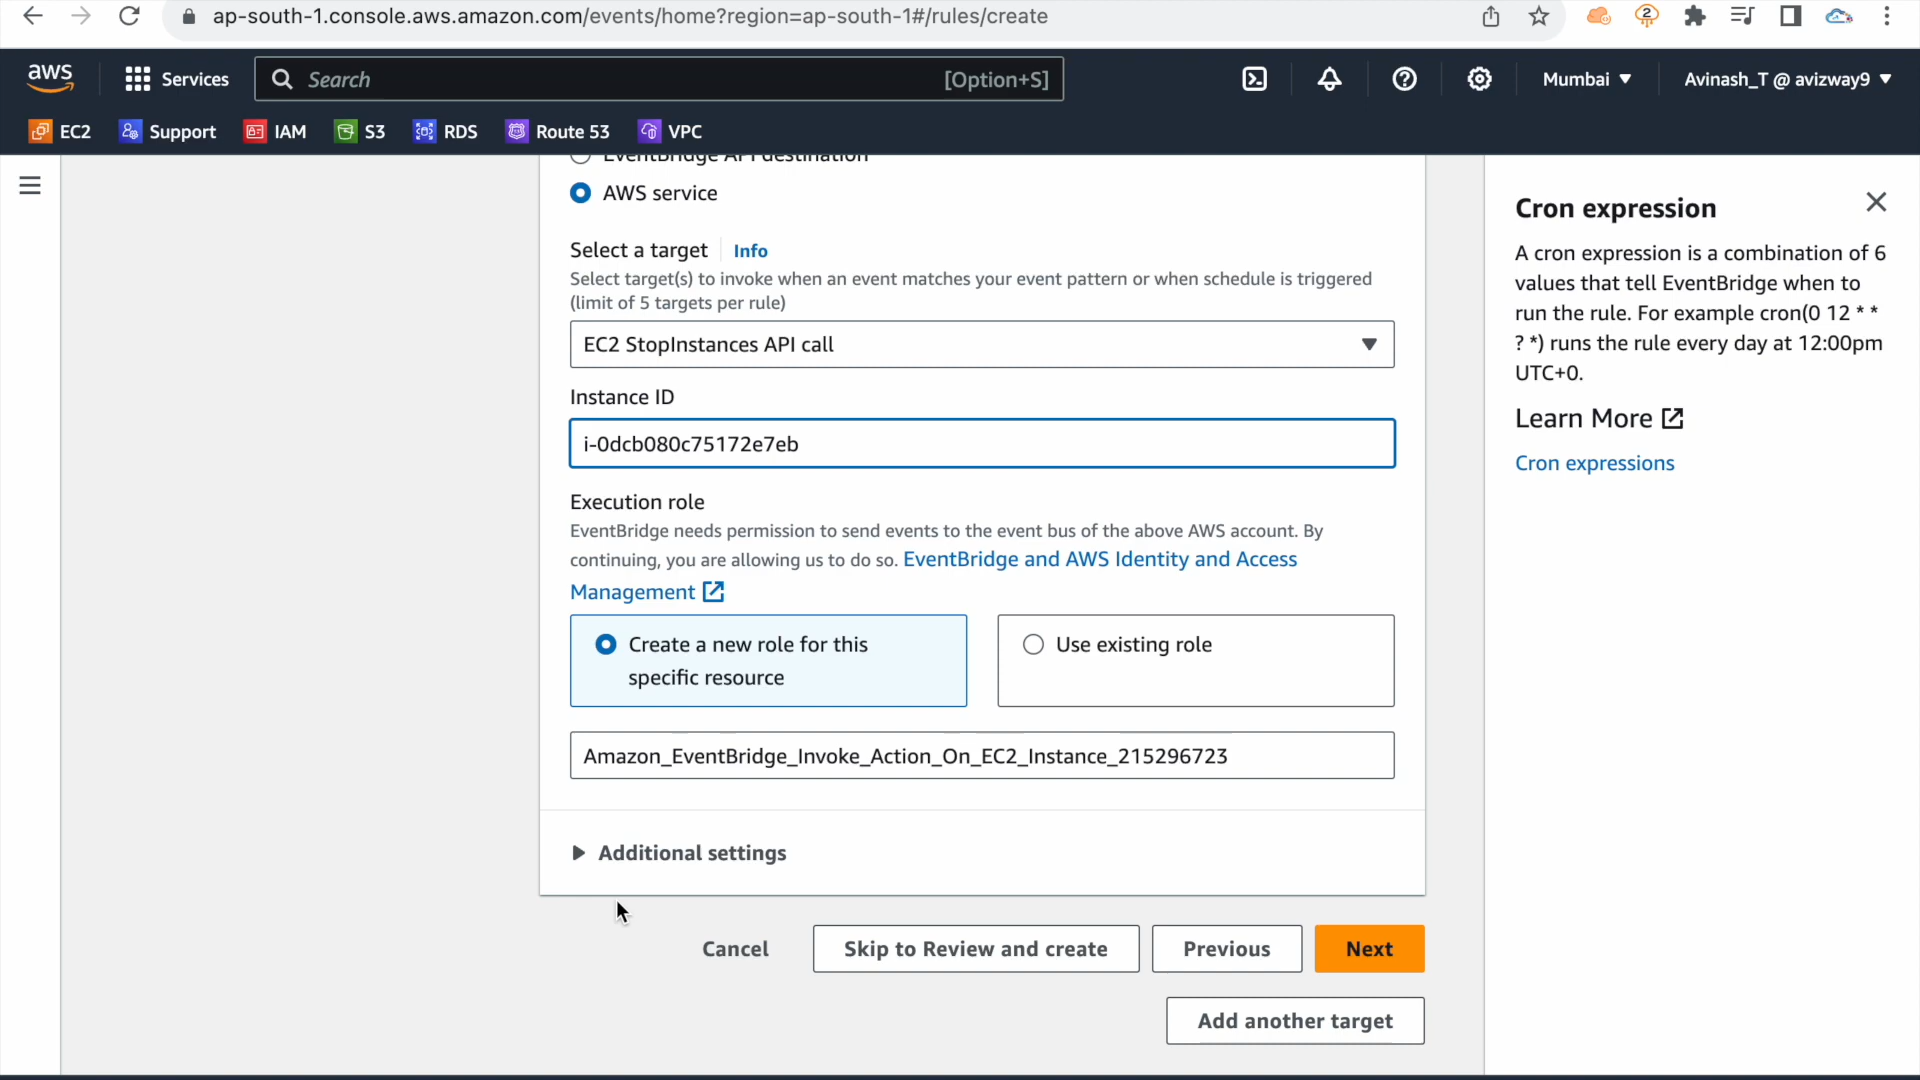 ap-south-1.console.aws.amazon.com/events/home?region=ap-south-1#/rules/create
2
aws
Services
Search
[Option+S]
Mumbai
Avinash_T @ avizway9
EC2
Support
IAM
S3
RDS
Route 53
VPC
EventBridge API destination
AWS service
Select a target
Info
Select target(s) to invoke when an event matches your event pattern or when schedule is triggered
(limit of 5 targets per rule)
EC2 StopInstances API call
Instance ID
i-0dcb080c75172e7eb
Execution role
EventBridge needs permission to send events to the event bus of the above AWS account. By
continuing, you are allowing us to do so. EventBridge and AWS Identity and Access
Management
Create a new role for this
specific resource
Use existing role
Amazon_EventBridge_Invoke_Action_On_EC2_Instance_215296723
Additional settings
Cancel
Skip to Review and create
Previous
Next
Add another target
Cron expression
A cron expression is a combination of 6
values that tell EventBridge when to
run the rule. For example cron(0 12 * *
? *) runs the rule every day at 12:00pm
UTC+0.
Learn More
Cron expressions